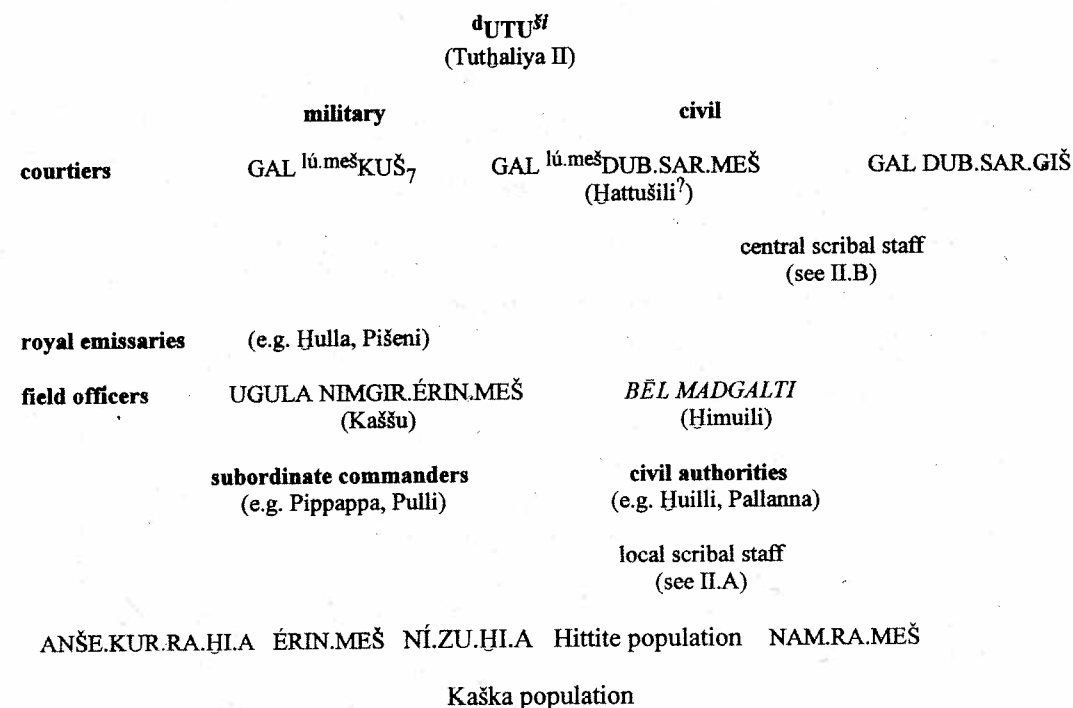 ᵈUTUˢ̌ⁱ
(Tutḫaliya II)
military civil
courtiers GAL ˡᵘ́·ᵐᵉˢ̌KUŠ₇ GAL ˡᵘ́·ᵐᵉˢ̌DUB.SAR.MEŠ GAL DUB.SAR.GIŠ
(Ḫattušili?)
central scribal staff
(see II.B)
royal emissaries (e.g. Ḫulla, Pišeni)
field officers UGULA NIMGIR.ÉRIN.MEŠ BĒL MADGALTI
(Kaššu) (Ḫimuili)
subordinate commanders civil authorities
(e.g. Pippappa, Pulli) (e.g. Ḫuilli, Pallanna)
local scribal staff
(see II.A)
ANŠE.KUR.RA.ḪI.A ÉRIN.MEŠ NÍ.ZU.ḪI.A Hittite population NAM.RA.MEŠ
Kaška population